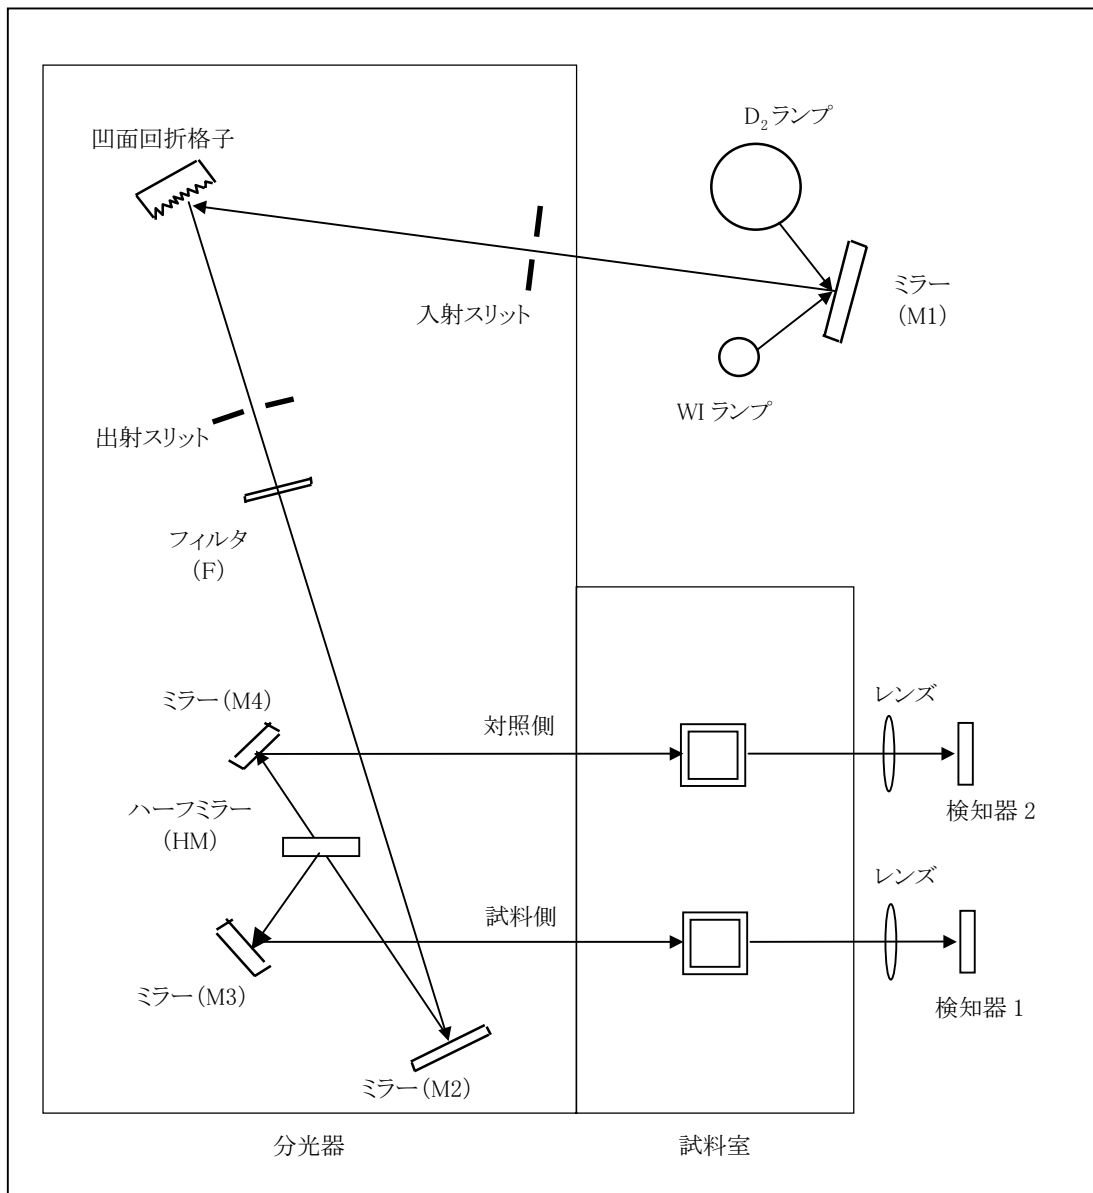 D₂ランプ
凹面回折格子
ミラー
(M1)
入射スリット
WI ランプ
出射スリット
フィルタ
(F)
ミラー(M4)
対照側
レンズ
ハーフミラー
(HM)
検知器 2
レンズ
試料側
ミラー(M3)
検知器 1
ミラー(M2)
分光器
試料室